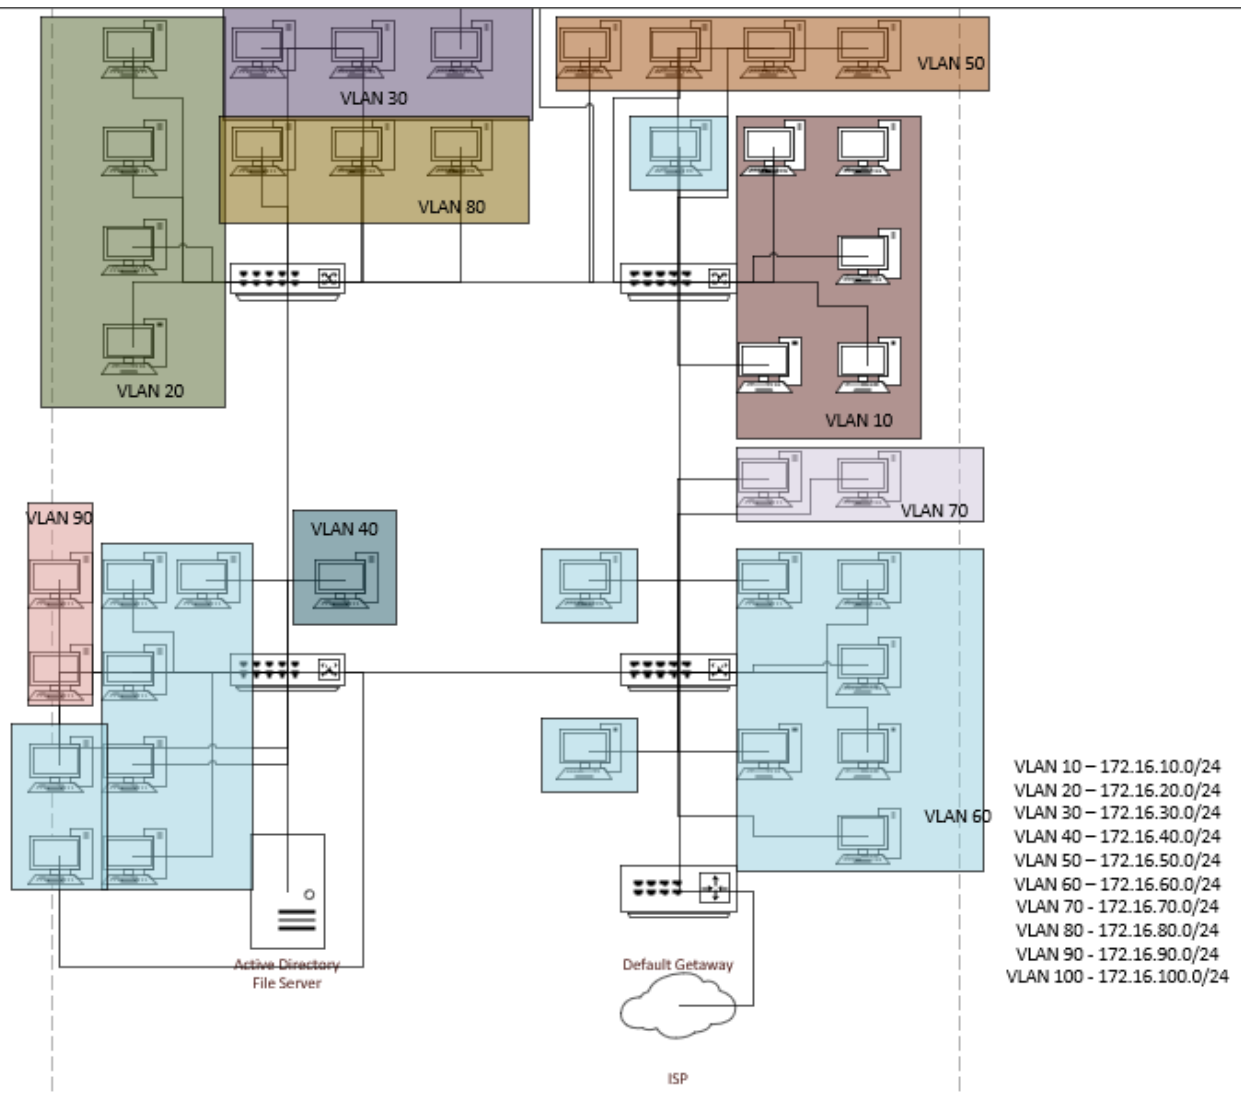 VLAN 50
VLAN 30
VLAN 80
VLAN 20
VLAN 10
VLAN 70
VLAN 90
VLAN 40
VLAN 60
VLAN 10 – 172.16.10.0/24
VLAN 20 – 172.16.20.0/24
VLAN 30 – 172.16.30.0/24
VLAN 40 – 172.16.40.0/24
VLAN 50 – 172.16.50.0/24
VLAN 60 – 172.16.60.0/24
VLAN 70 - 172.16.70.0/24
VLAN 80 - 172.16.80.0/24
VLAN 90 - 172.16.90.0/24
VLAN 100 - 172.16.100.0/24
Active Directory
File Server
Default Getaway
ISP